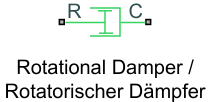 R C
Rotational Damper /
Rotatorischer Dämpfer